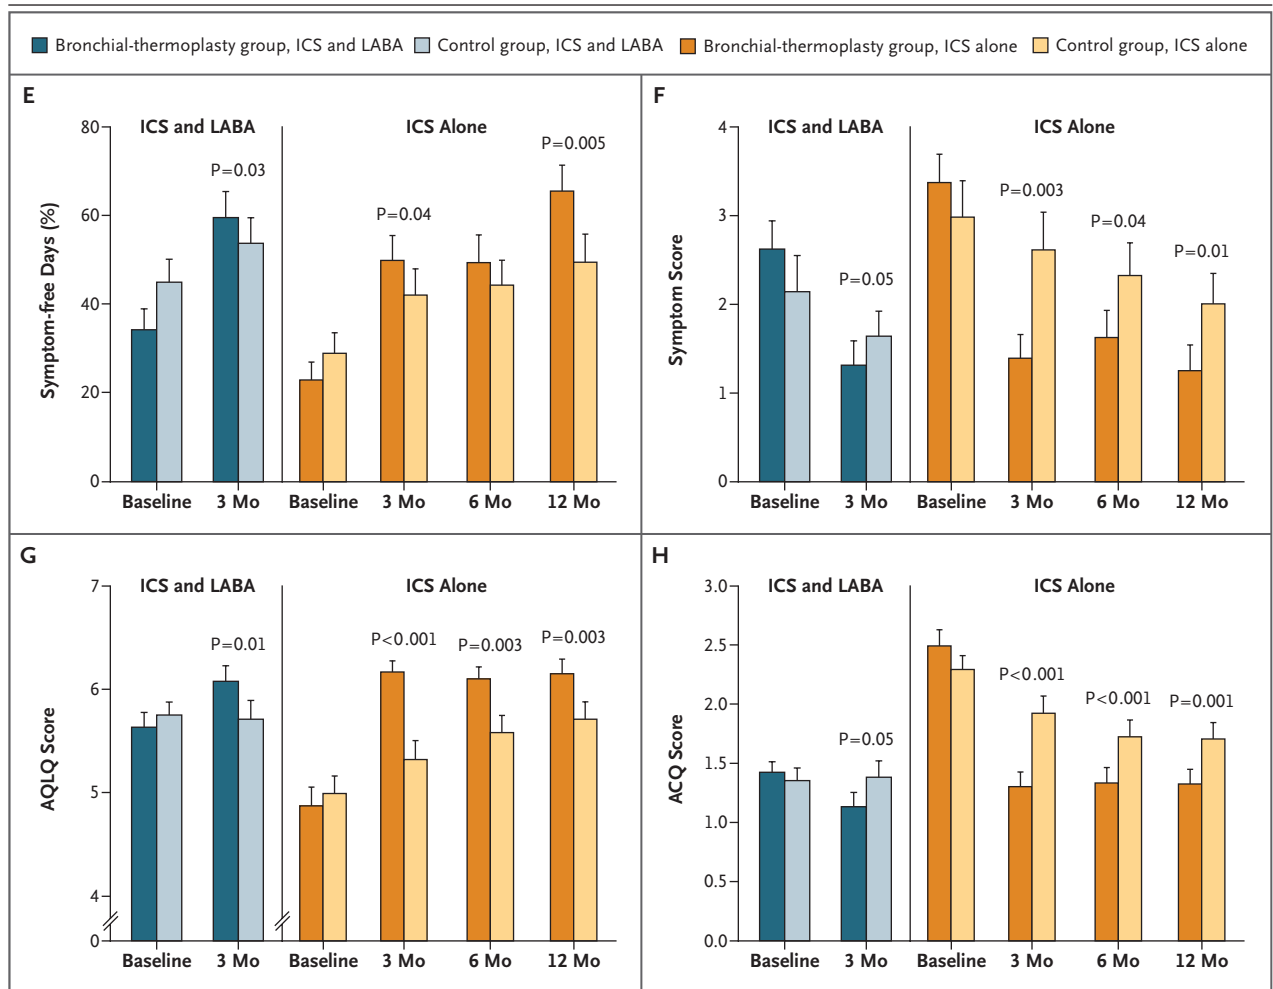 Bronchial-thermoplasty group, ICS and LABA Control group, ICS and LABA Bronchial-thermoplasty group, ICS alone Control group, ICS alone
E
ICS and LABA ICS Alone
Symptom-free Days (%)
80
60
40
20
0
P=0.03
P=0.04
P=0.005
Baseline 3 Mo Baseline 3 Mo 6 Mo 12 Mo
F
ICS and LABA ICS Alone
Symptom Score
4
3
2
1
0
P=0.05
P=0.003
P=0.04
P=0.01
Baseline 3 Mo Baseline 3 Mo 6 Mo 12 Mo
G
ICS and LABA ICS Alone
AQLQ Score
7
6
5
4
0
P=0.01
P<0.001
P=0.003
P=0.003
Baseline 3 Mo Baseline 3 Mo 6 Mo 12 Mo
H
ICS and LABA ICS Alone
ACQ Score
3.0
2.5
2.0
1.5
1.0
0.5
0.0
P=0.05
P<0.001
P<0.001
P=0.001
Baseline 3 Mo Baseline 3 Mo 6 Mo 12 Mo